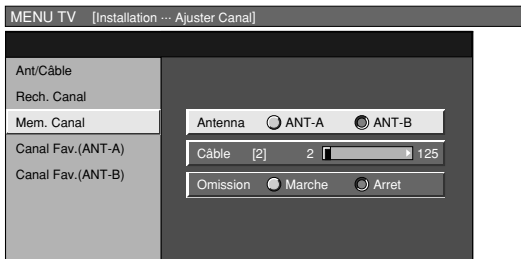 MENU TV [Installation ··· Ajuster Canal]
Ant/Câble
Rech. Canal
Mem. Canal
Canal Fav.(ANT-A)
Canal Fav.(ANT-B)
Antenna ANT-A ANT-B
Câble [2] 2 125
Omission Marche Arret